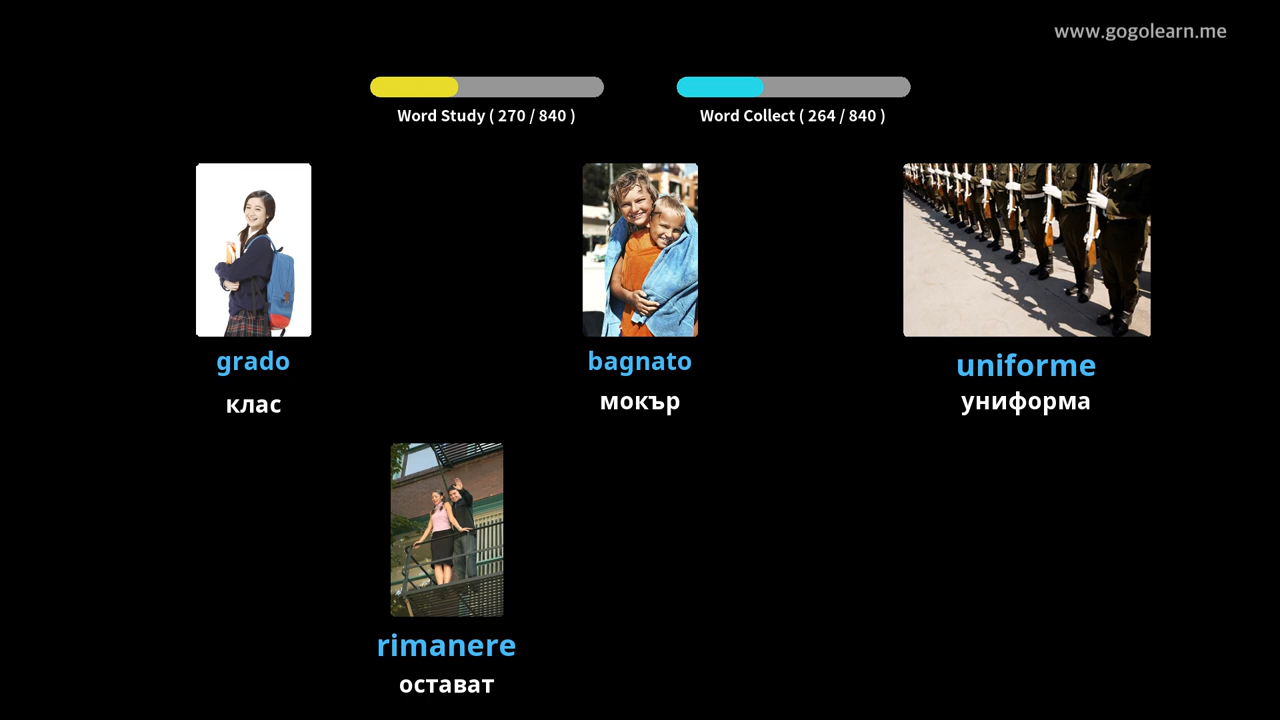 www.gogolearn.me
Word Study ( 270 / 840 )
Word Collect ( 264 / 840 )
grado
клас
bagnato
мокър
uniforme
униформа
rimanere
остават